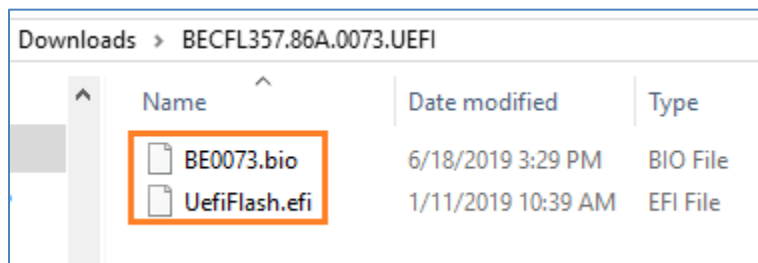 Downloads > BECFL357.86A.0073.UEFI
Name Date modified Type
BE0073.bio 6/18/2019 3:29 PM BIO File
UefiFlash.efi 1/11/2019 10:39 AM EFI File